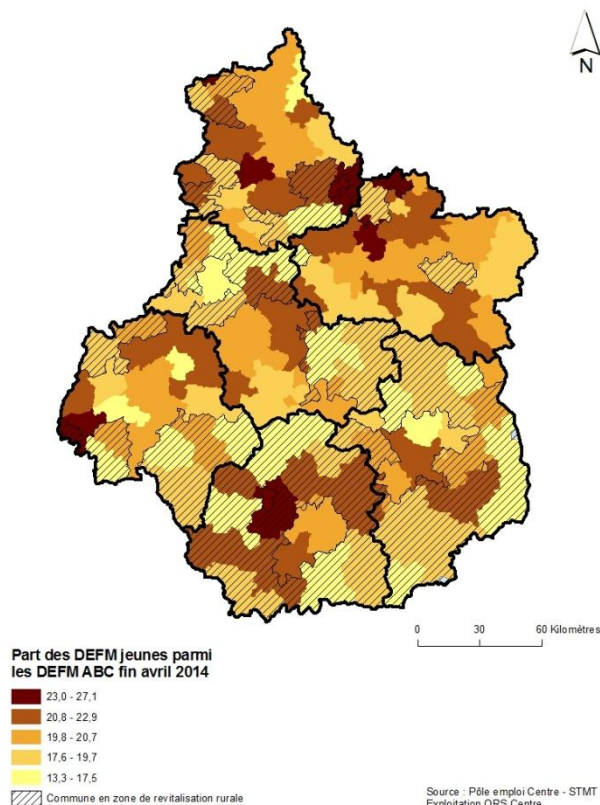 N
0 30 60 Kilomètres
Part des DEFM jeunes parmi
les DEFM ABC fin avril 2014
23,0 - 27,1
20,8 - 22,9
19,8 - 20,7
17,6 - 19,7
13,3 - 17,5
Commune en zone de revitalisation rurale
Source : Pôle emploi Centre - STMT
Exploitation ORS Centre